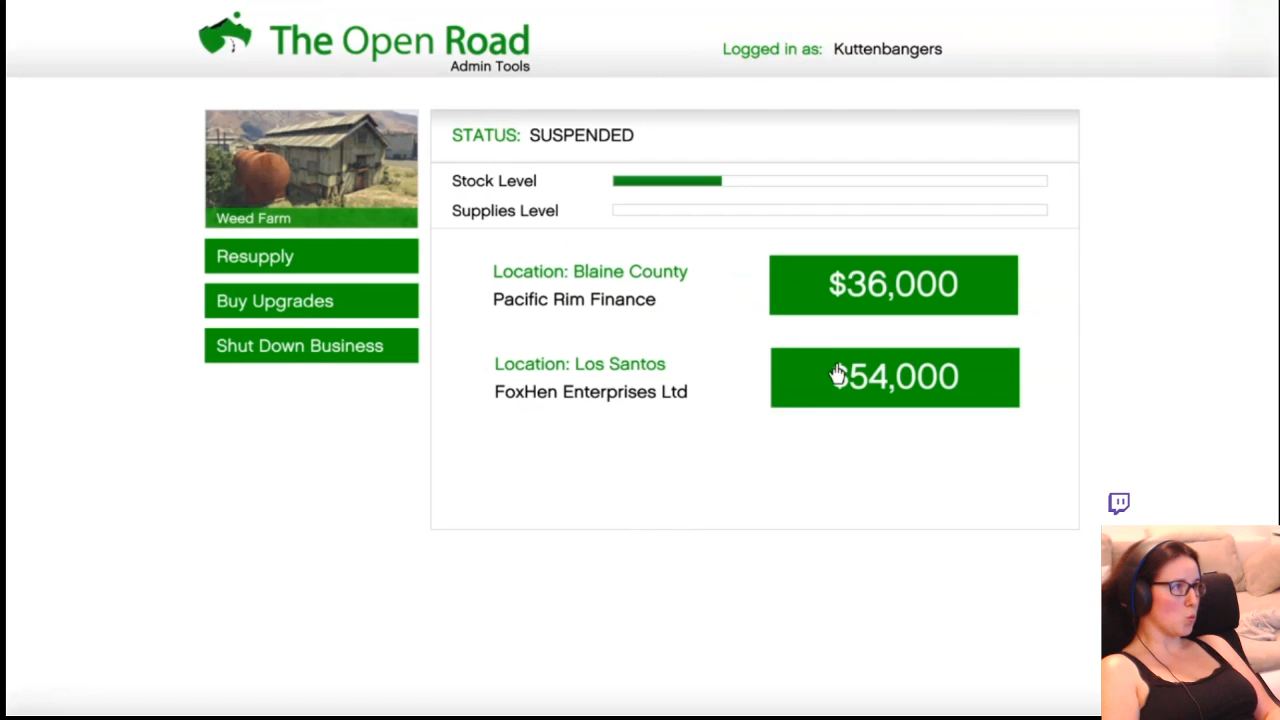 The Open Road
Admin Tools
Logged in as: Kuttenbangers
Weed Farm
Resupply
Buy Upgrades
Shut Down Business
STATUS: SUSPENDED
Stock Level
Supplies Level
Location: Blaine County
Pacific Rim Finance
$36,000
Location: Los Santos
FoxHen Enterprises Ltd
$54,000